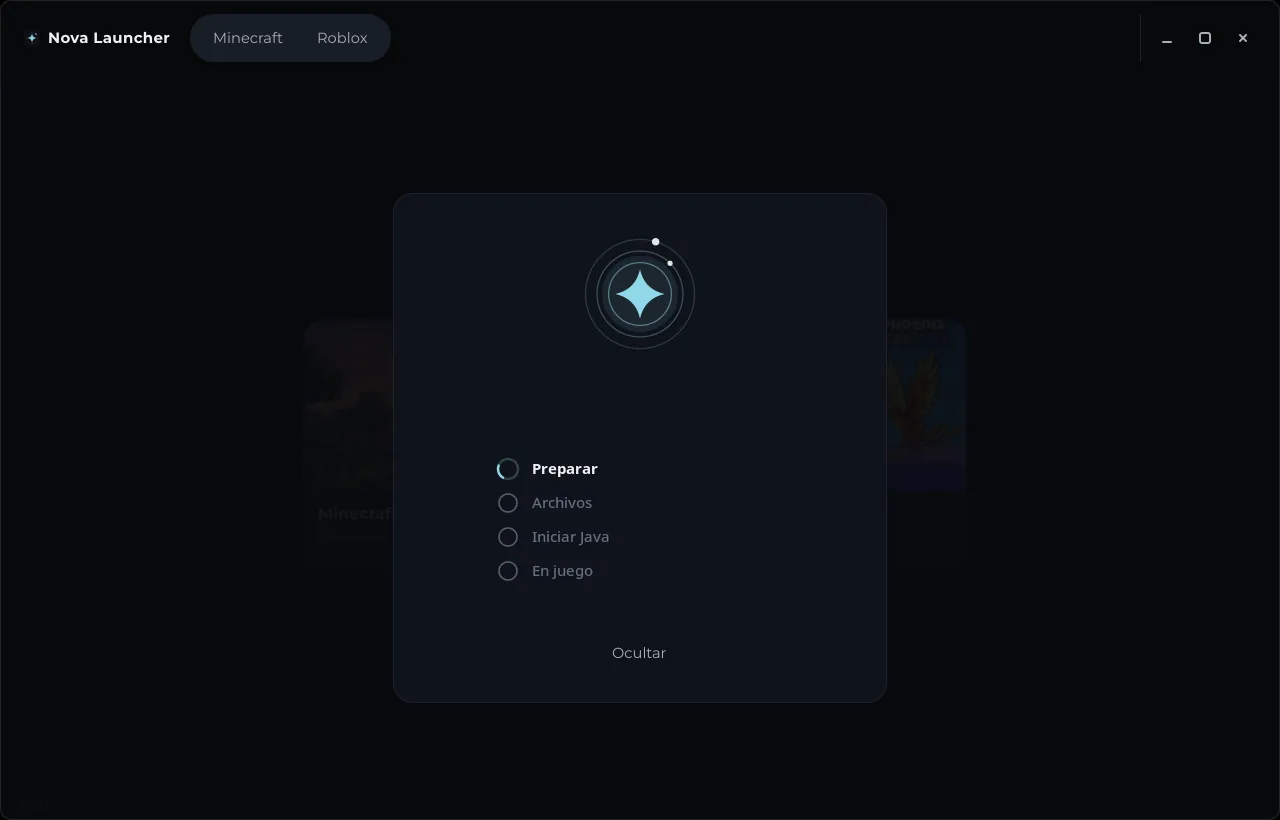 Nova Launcher
Minecraft
Roblox
Preparar
Archivos
Iniciar Java
En juego
Ocultar